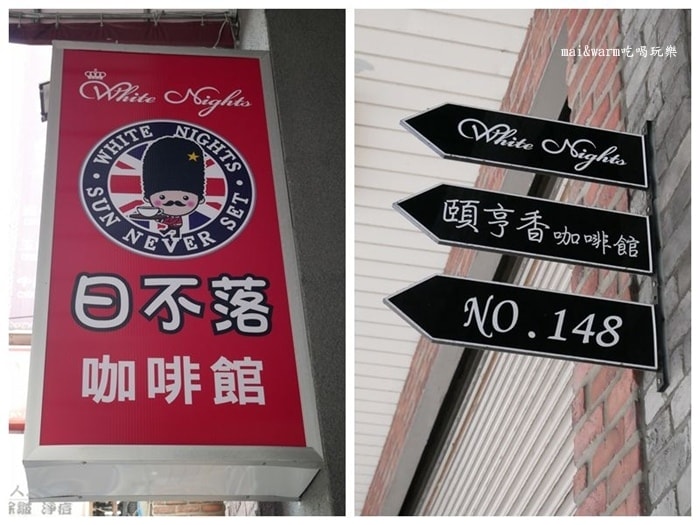 White Nights
WHITE NIGHTS
SUN NEVER SET
日不落
咖啡館
mai&warm吃喝玩樂
White Nights
頤亨香咖啡館
NO.148